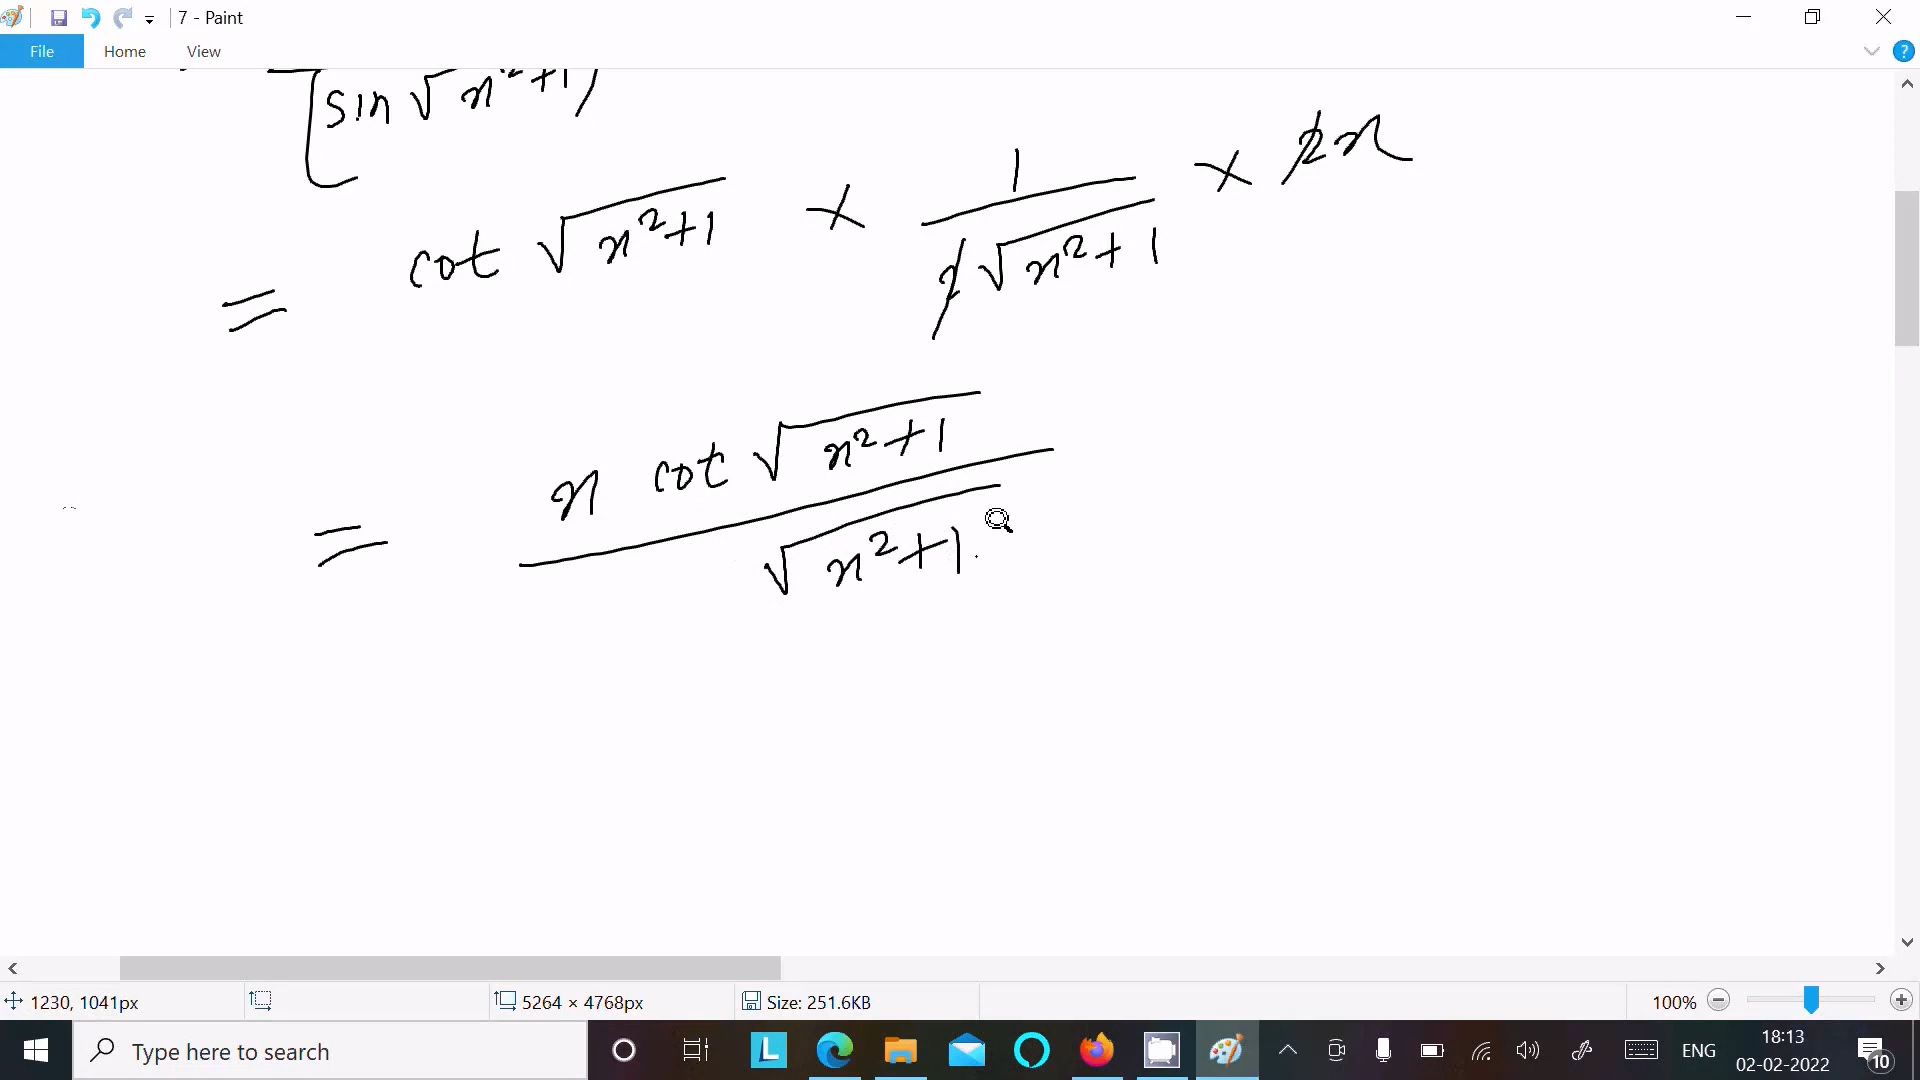 7 - Paint
File Home View
[sin √x²+1)
= cot √x²+1 × 1/2√x²+1 × 2x
= x cot √x²+1 / √x²+1.
1230, 1041px 5264 × 4768px Size: 251.6KB 100%
Type here to search L ENG 18:13
02-02-2022 10